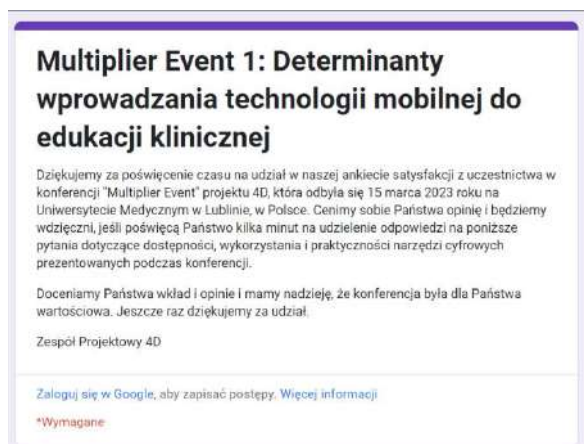 Multiplier Event 1: Determinanty
wprowadzania technologii mobilnej do
edukacji klinicznej
Dziękujemy za poświęcenie czasu na udział w naszej ankiecie satysfakcji z uczestnictwa w
konferencji "Multiplier Event" projektu 4D, która odbyła się 15 marca 2023 roku na
Uniwersytecie Medycznym w Lublinie, w Polsce. Cenimy sobie Państwa opinię i będziemy
wdzięczni, jeśli poświęcą Państwo kilka minut na udzielenie odpowiedzi na poniższe
pytania dotyczące dostępności, wykorzystania i praktyczności narzędzi cyfrowych
prezentowanych podczas konferencji.
Doceniamy Państwa wkład i opinie i mamy nadzieję, że konferencja była dla Państwa
wartościowa. Jeszcze raz dziękujemy za udział.
Zespół Projektowy 4D
Zaloguj się w Google, aby zapisać postępy. Więcej informacji
*Wymagane